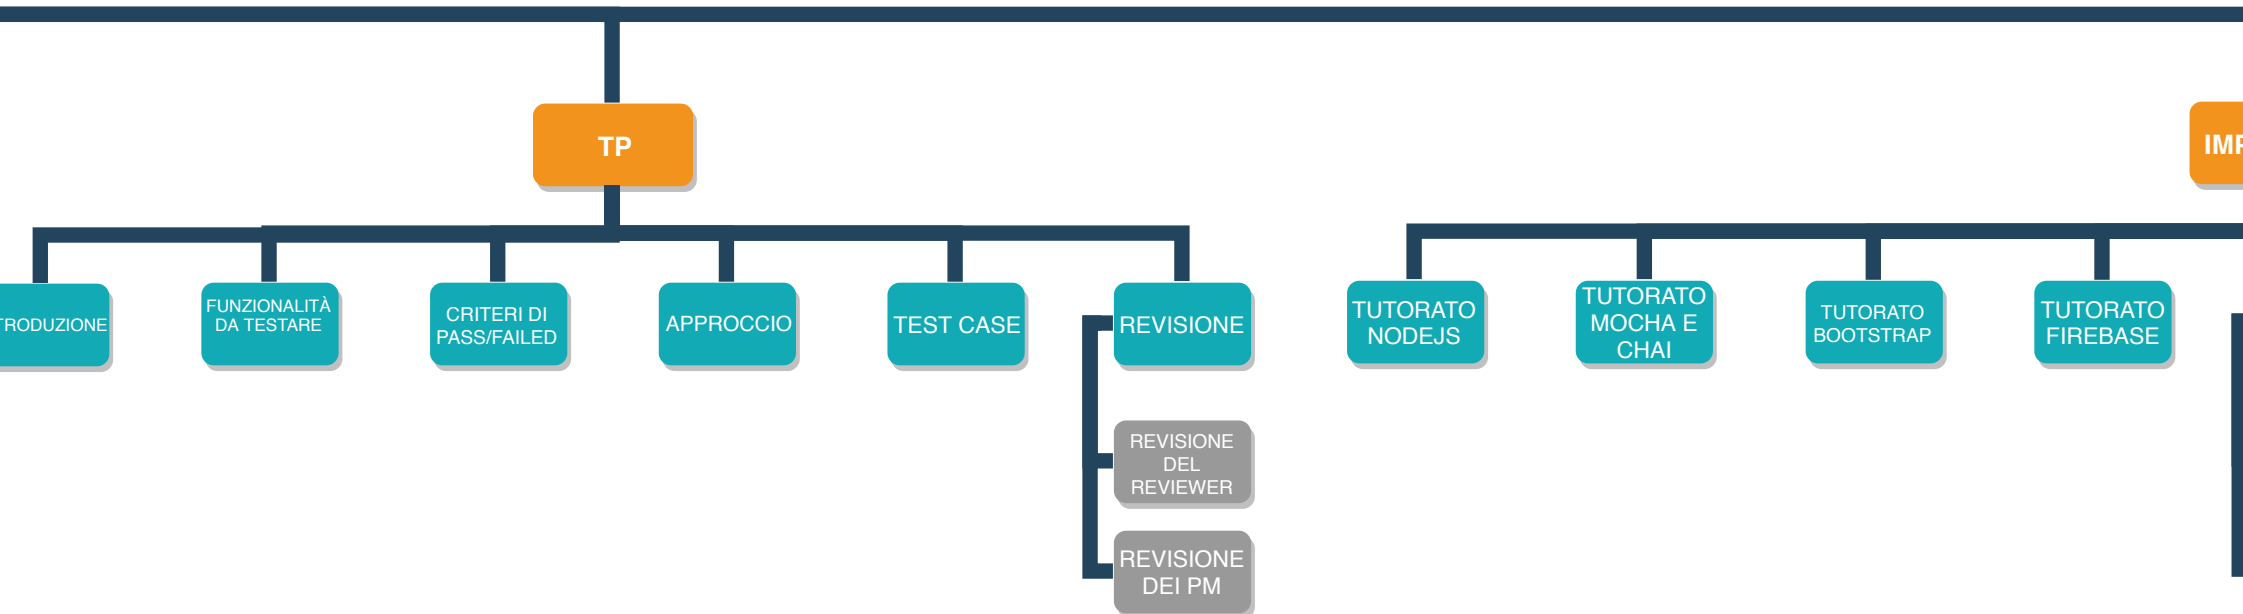 TP
IMP
TRODUZIONE
FUNZIONALITÀ
DA TESTARE
CRITERI DI
PASS/FAILED
APPROCCIO
TEST CASE
REVISIONE
REVISIONE
DEL
REVIEWER
REVISIONE
DEI PM
TUTORATO
NODEJS
TUTORATO
MOCHA E
CHAI
TUTORATO
BOOTSTRAP
TUTORATO
FIREBASE